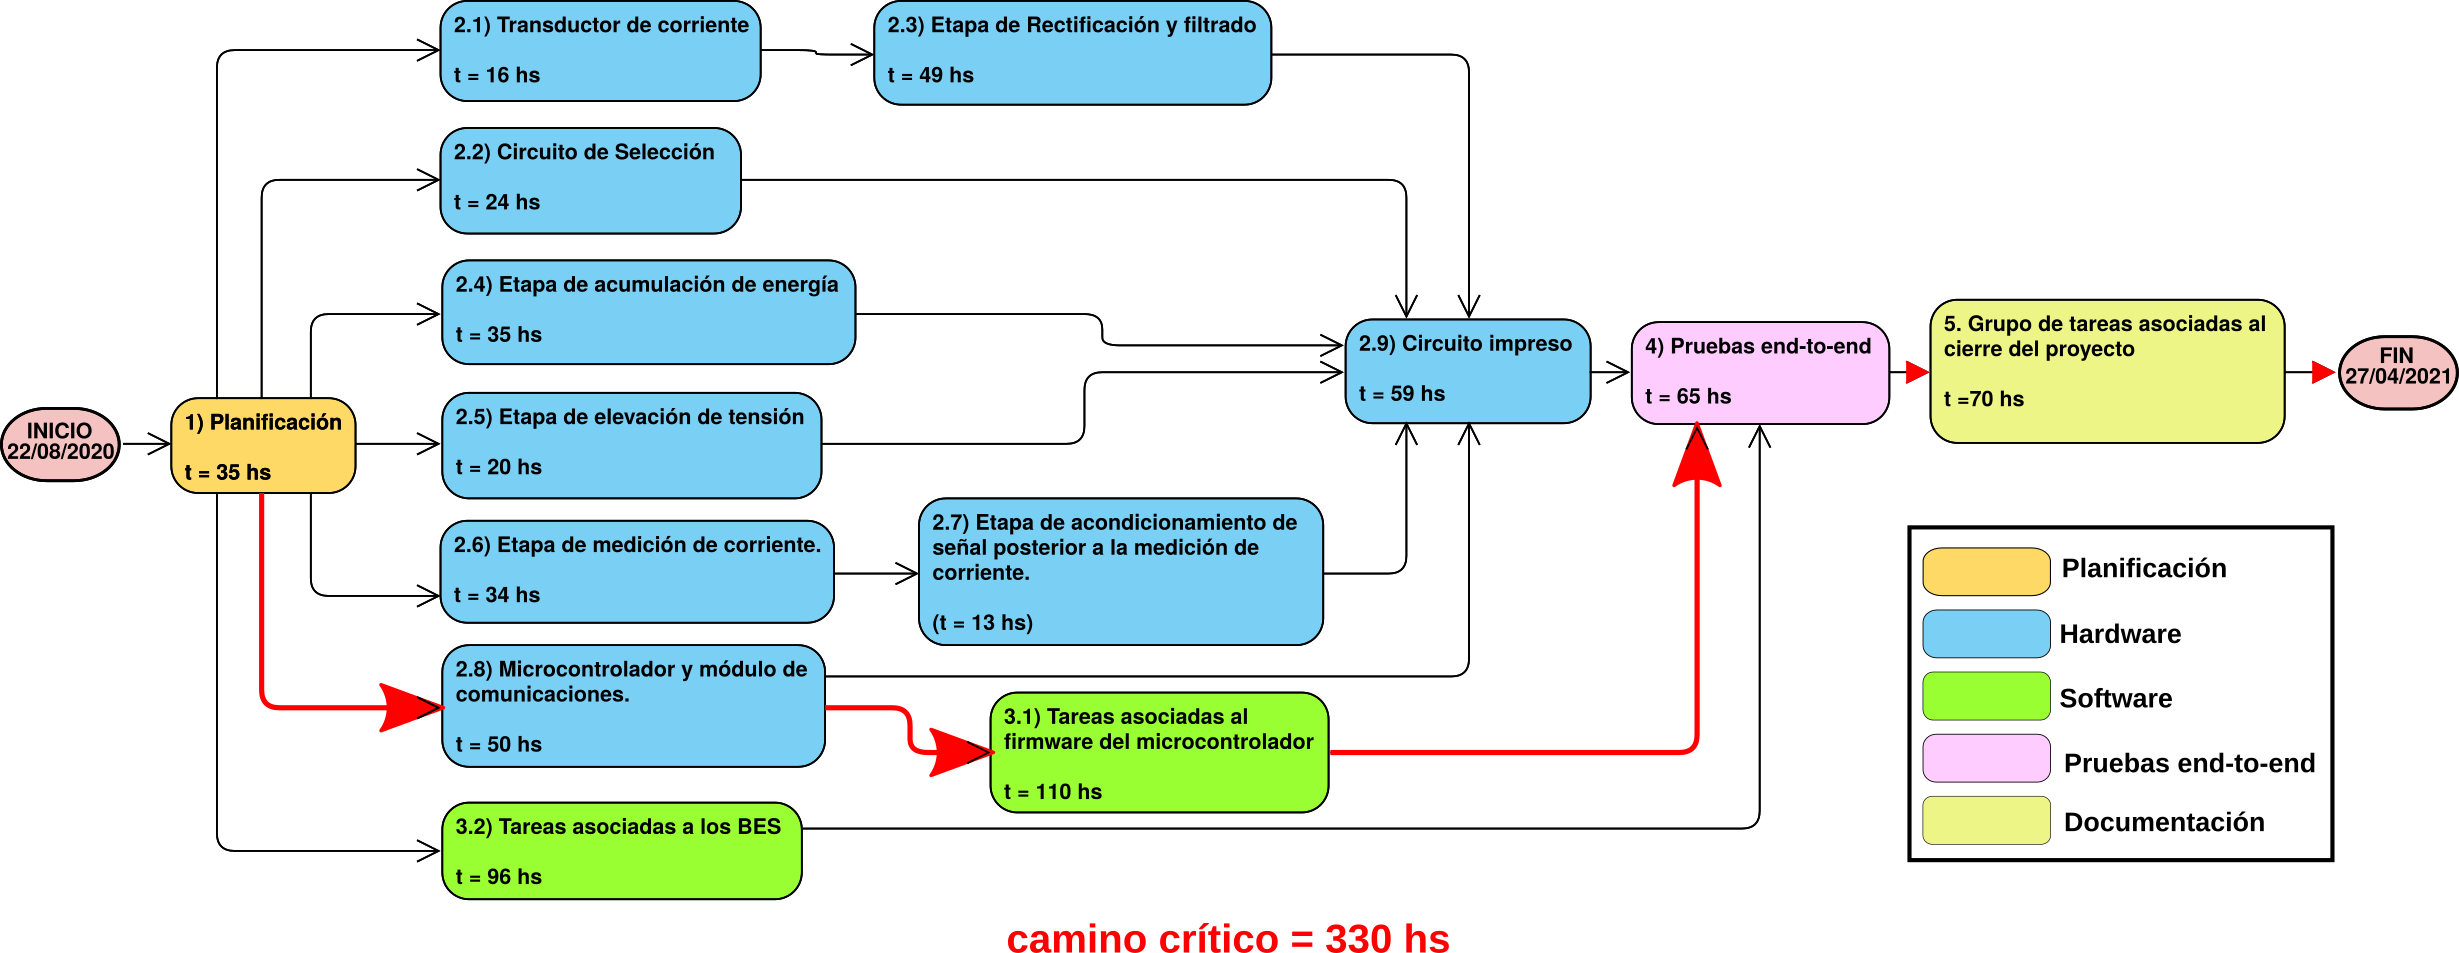 2.1) Transductor de corriente
t = 16 hs
2.3) Etapa de Rectificación y filtrado
t = 49 hs
2.2) Circuito de Selección
t = 24 hs
2.4) Etapa de acumulación de energía
t = 35 hs
INICIO
22/08/2020
1) Planificación
t = 35 hs
2.5) Etapa de elevación de tensión
t = 20 hs
2.9) Circuito impreso
t = 59 hs
4) Pruebas end-to-end
t = 65 hs
5. Grupo de tareas asociadas al
cierre del proyecto
t =70 hs
FIN
27/04/2021
2.6) Etapa de medición de corriente.
t = 34 hs
2.7) Etapa de acondicionamiento de
señal posterior a la medición de
corriente.
(t = 13 hs)
2.8) Microcontrolador y módulo de
comunicaciones.
t = 50 hs
3.1) Tareas asociadas al
firmware del microcontrolador
t = 110 hs
3.2) Tareas asociadas a los BES
t = 96 hs
Planificación
Hardware
Software
Pruebas end-to-end
Documentación
camino crítico = 330 hs